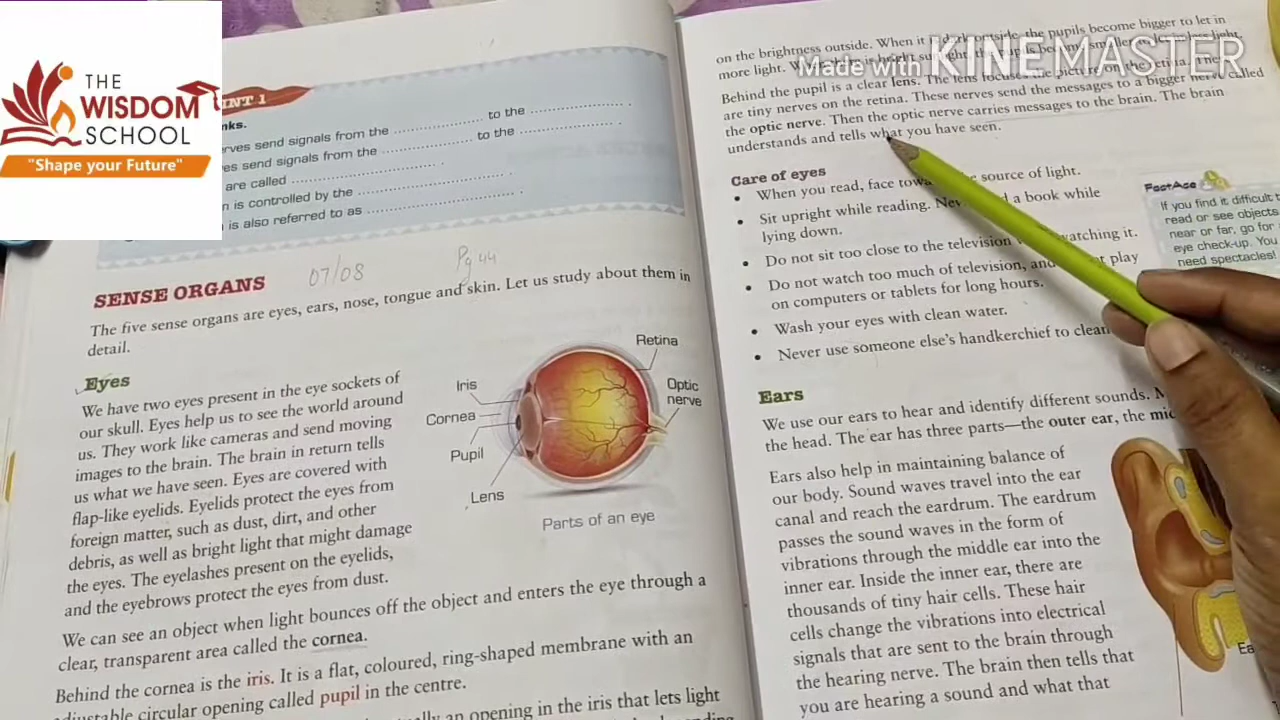 THE
WISDOM
SCHOOL
"Shape your Future"
Made with KINEMASTER
INT 1
nks.
rves send signals from the ........ to the ........
es send signals from the ........ to the ........
are called ........
n is controlled by the ........
n is also referred to as ........
SENSE ORGANS
07/08
Pg 44
The five sense organs are eyes, ears, nose, tongue and skin. Let us study about them in
detail.
Eyes
We have two eyes present in the eye sockets of
our skull. Eyes help us to see the world around
us. They work like cameras and send moving
images to the brain. The brain in return tells
us what we have seen. Eyes are covered with
flap-like eyelids. Eyelids protect the eyes from
foreign matter, such as dust, dirt, and other
debris, as well as bright light that might damage
the eyes. The eyelashes present on the eyelids,
and the eyebrows protect the eyes from dust.
Retina
Iris
Optic
nerve
Cornea
Pupil
Lens
Parts of an eye
We can see an object when light bounces off the object and enters the eye through a
clear, transparent area called the cornea.
Behind the cornea is the iris. It is a flat, coloured, ring-shaped membrane with an
adjustable circular opening called pupil in the centre.
an opening in the iris that lets light
on the brightness outside. When it is dark outside, the pupils become bigger to let in
more light.
Behind the pupil is a clear lens. The lens focuses the picture on the retina.
are tiny nerves on the retina. These nerves send the messages to a bigger nerve called
the optic nerve. Then the optic nerve carries messages to the brain. The brain
understands and tells what you have seen.
Care of eyes
• When you read, face source of light.
• Sit upright while reading. a book while
lying down.
• Do not sit too close to the television watching it.
• Do not watch too much of television, and play
on computers or tablets for long hours.
• Wash your eyes with clean water.
• Never use someone else's handkerchief to clean
FactAce
If you find it difficult t
read or see objects
near or far, go for
eye check-up. You
need spectacles!
Ears
We use our ears to hear and identify different sounds.
the head. The ear has three parts—the outer ear, the mid
Ears also help in maintaining balance of
our body. Sound waves travel into the ear
canal and reach the eardrum. The eardrum
passes the sound waves in the form of
vibrations through the middle ear into the
inner ear. Inside the inner ear, there are
thousands of tiny hair cells. These hair
cells change the vibrations into electrical
signals that are sent to the brain through
the hearing nerve. The brain then tells that
you are hearing a sound and what that
Ea